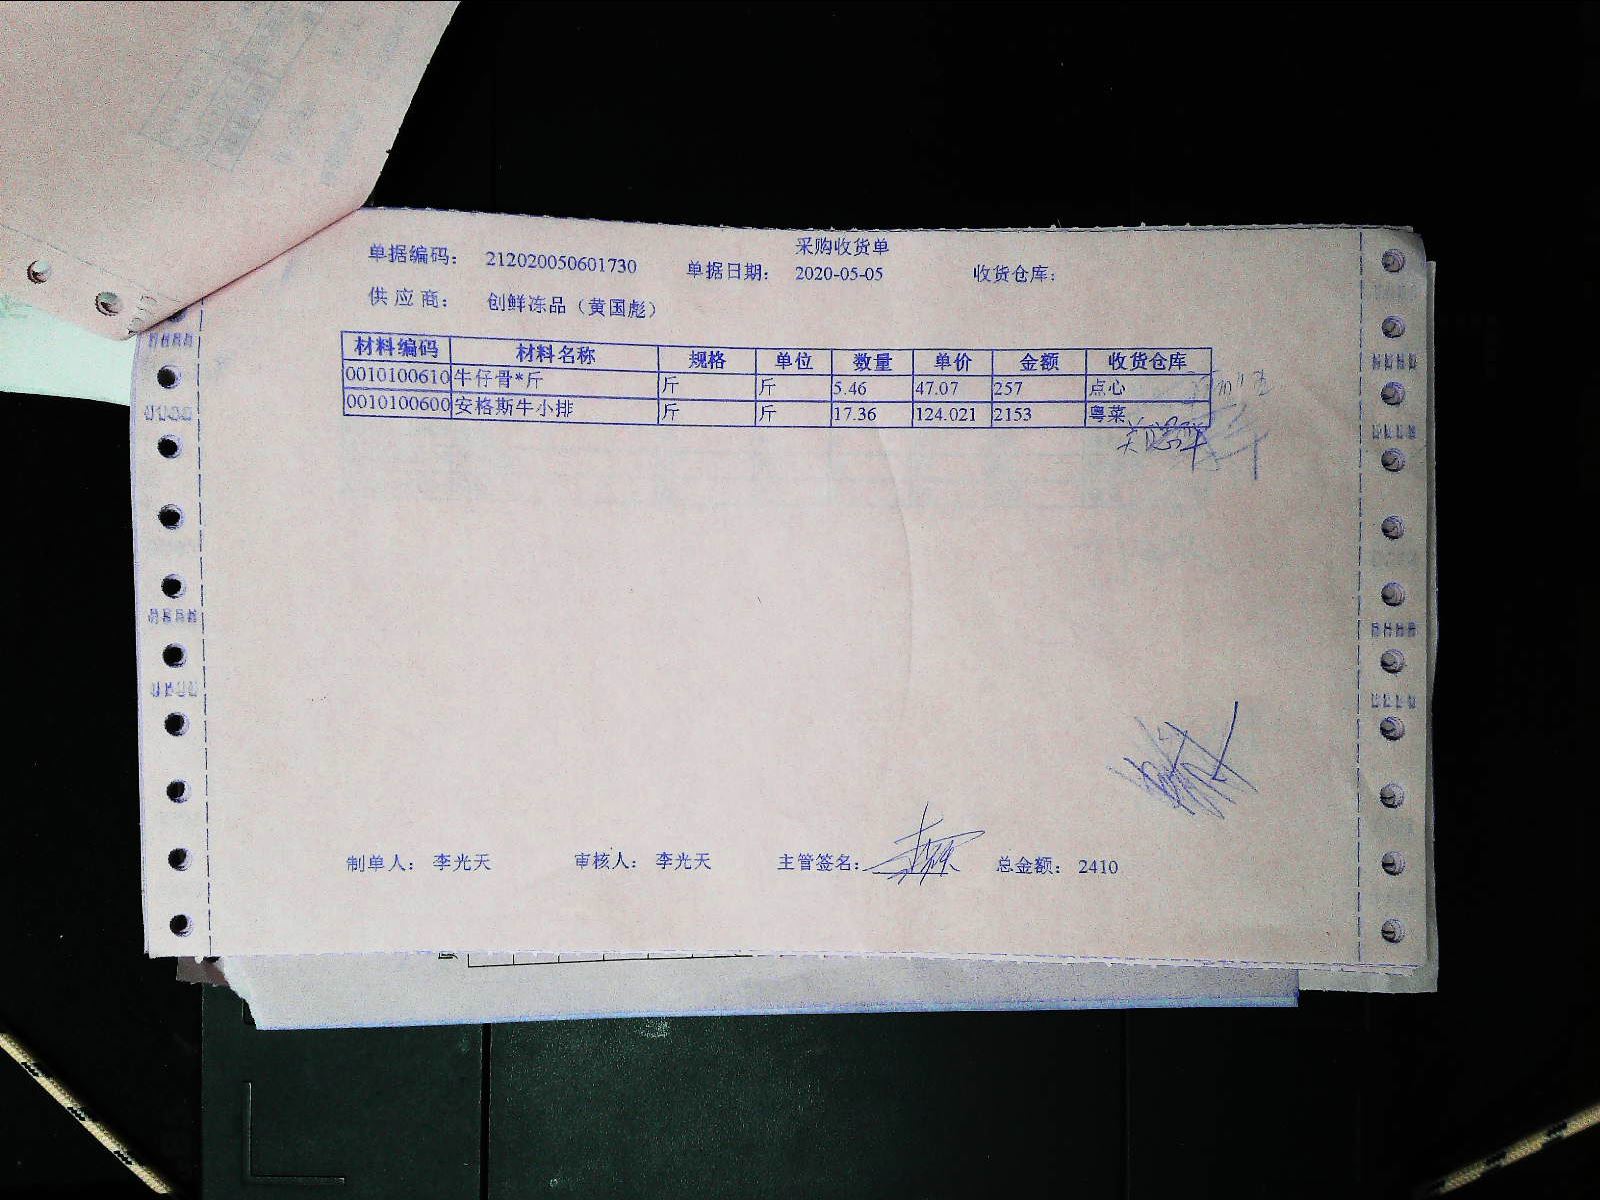 采购收货单
单据编码： 212020050601730 单据日期： 2020-05-05 收货仓库：
供 应 商： 创鲜冻品（黄国彪）
材料编码 材料名称 规格 单位 数量 单价 金额 收货仓库
0010100610 牛仔骨*斤 斤 斤 5.46 47.07 257 点心
0010100600 安格斯牛小排 斤 斤 17.36 124.021 2153 粤菜
制单人： 李光天 审核人： 李光天 主管签名： 总金额： 2410